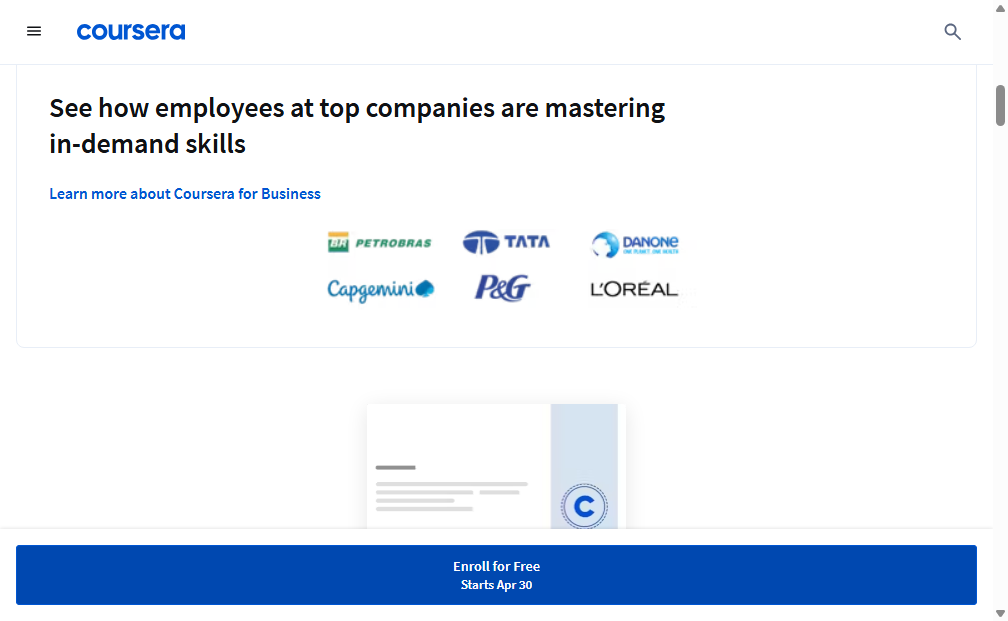 coursera
See how employees at top companies are mastering
in-demand skills
Learn more about Coursera for Business
BR PETROBRAS
TATA
DANONE
ONE PLANET. ONE HEALTH
Capgemini
P&G
L'ORÉAL
C
Enroll for Free
Starts Apr 30